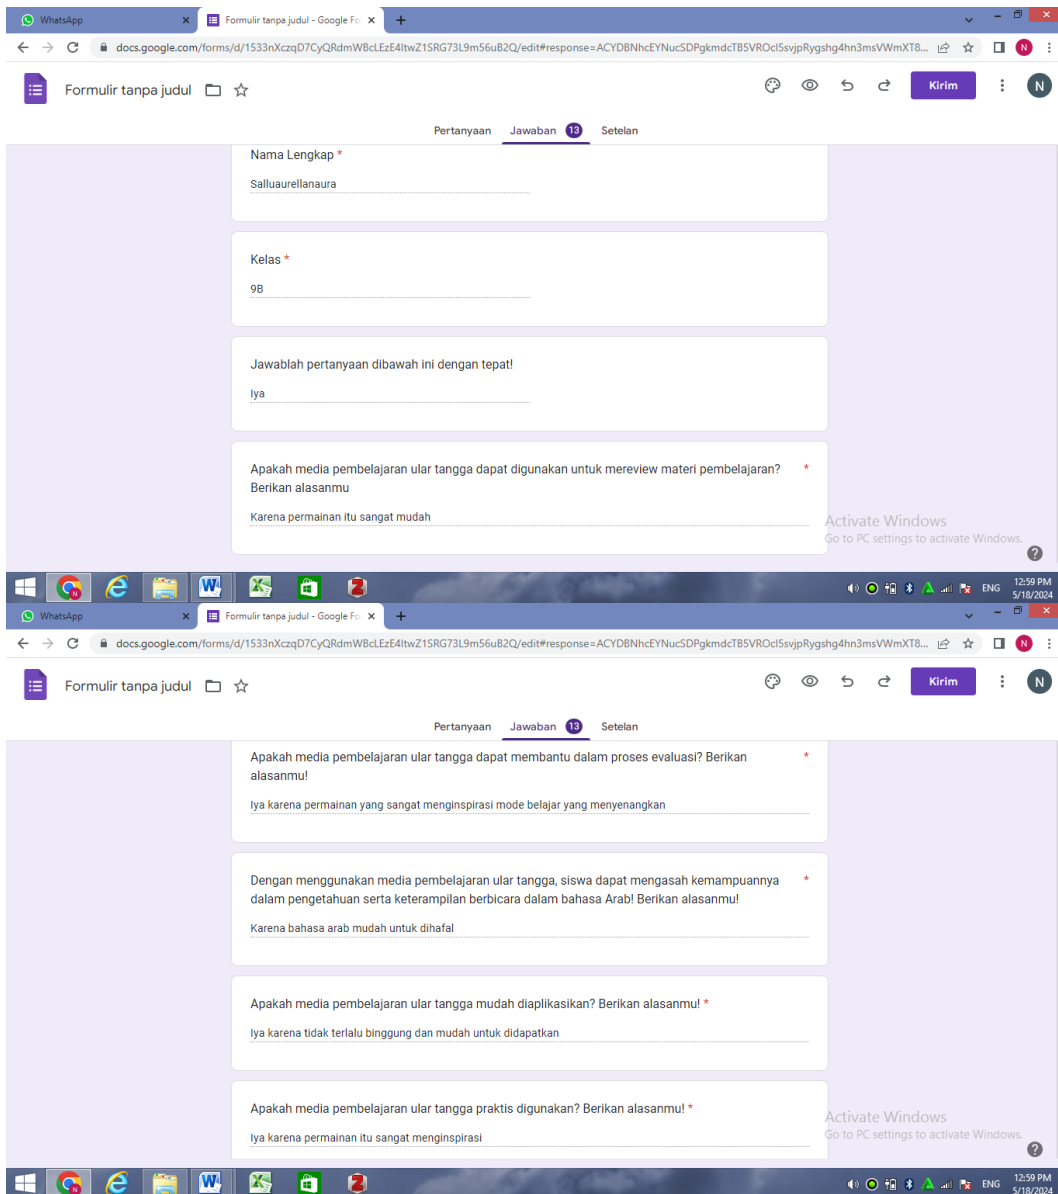 WhatsApp
Formulir tanpa judul - Google Fo
docs.google.com/forms/d/1533nXczqD7CyQRdmWBcLEzE4ItwZ1SRG73L9m56uB2Q/edit#response=ACYDBNhcEYNucSDPgkmdcTB5VROcI5svjpRygshg4hn3msVWmXT8...
N
Formulir tanpa judul
Kirim
N
Pertanyaan Jawaban 13 Setelan
Nama Lengkap *
Salluaurellanaura
Kelas *
9B
Jawablah pertanyaan dibawah ini dengan tepat!
Iya
Apakah media pembelajaran ular tangga dapat digunakan untuk mereview materi pembelajaran? *
Berikan alasanmu
Karena permainan itu sangat mudah
Activate Windows
Go to PC settings to activate Windows.
ENG 12:59 PM
5/18/2024
WhatsApp
Formulir tanpa judul - Google Fo
docs.google.com/forms/d/1533nXczqD7CyQRdmWBcLEzE4ItwZ1SRG73L9m56uB2Q/edit#response=ACYDBNhcEYNucSDPgkmdcTB5VROcI5svjpRygshg4hn3msVWmXT8...
N
Formulir tanpa judul
Kirim
N
Pertanyaan Jawaban 13 Setelan
Apakah media pembelajaran ular tangga dapat membantu dalam proses evaluasi? Berikan *
alasanmu!
Iya karena permainan yang sangat menginspirasi mode belajar yang menyenangkan
Dengan menggunakan media pembelajaran ular tangga, siswa dapat mengasah kemampuannya *
dalam pengetahuan serta keterampilan berbicara dalam bahasa Arab! Berikan alasanmu!
Karena bahasa arab mudah untuk dihafal
Apakah media pembelajaran ular tangga mudah diaplikasikan? Berikan alasanmu! *
Iya karena tidak terlalu binggung dan mudah untuk didapatkan
Apakah media pembelajaran ular tangga praktis digunakan? Berikan alasanmu! *
Iya karena permainan itu sangat menginspirasi
Activate Windows
Go to PC settings to activate Windows.
ENG 12:59 PM
5/18/2024